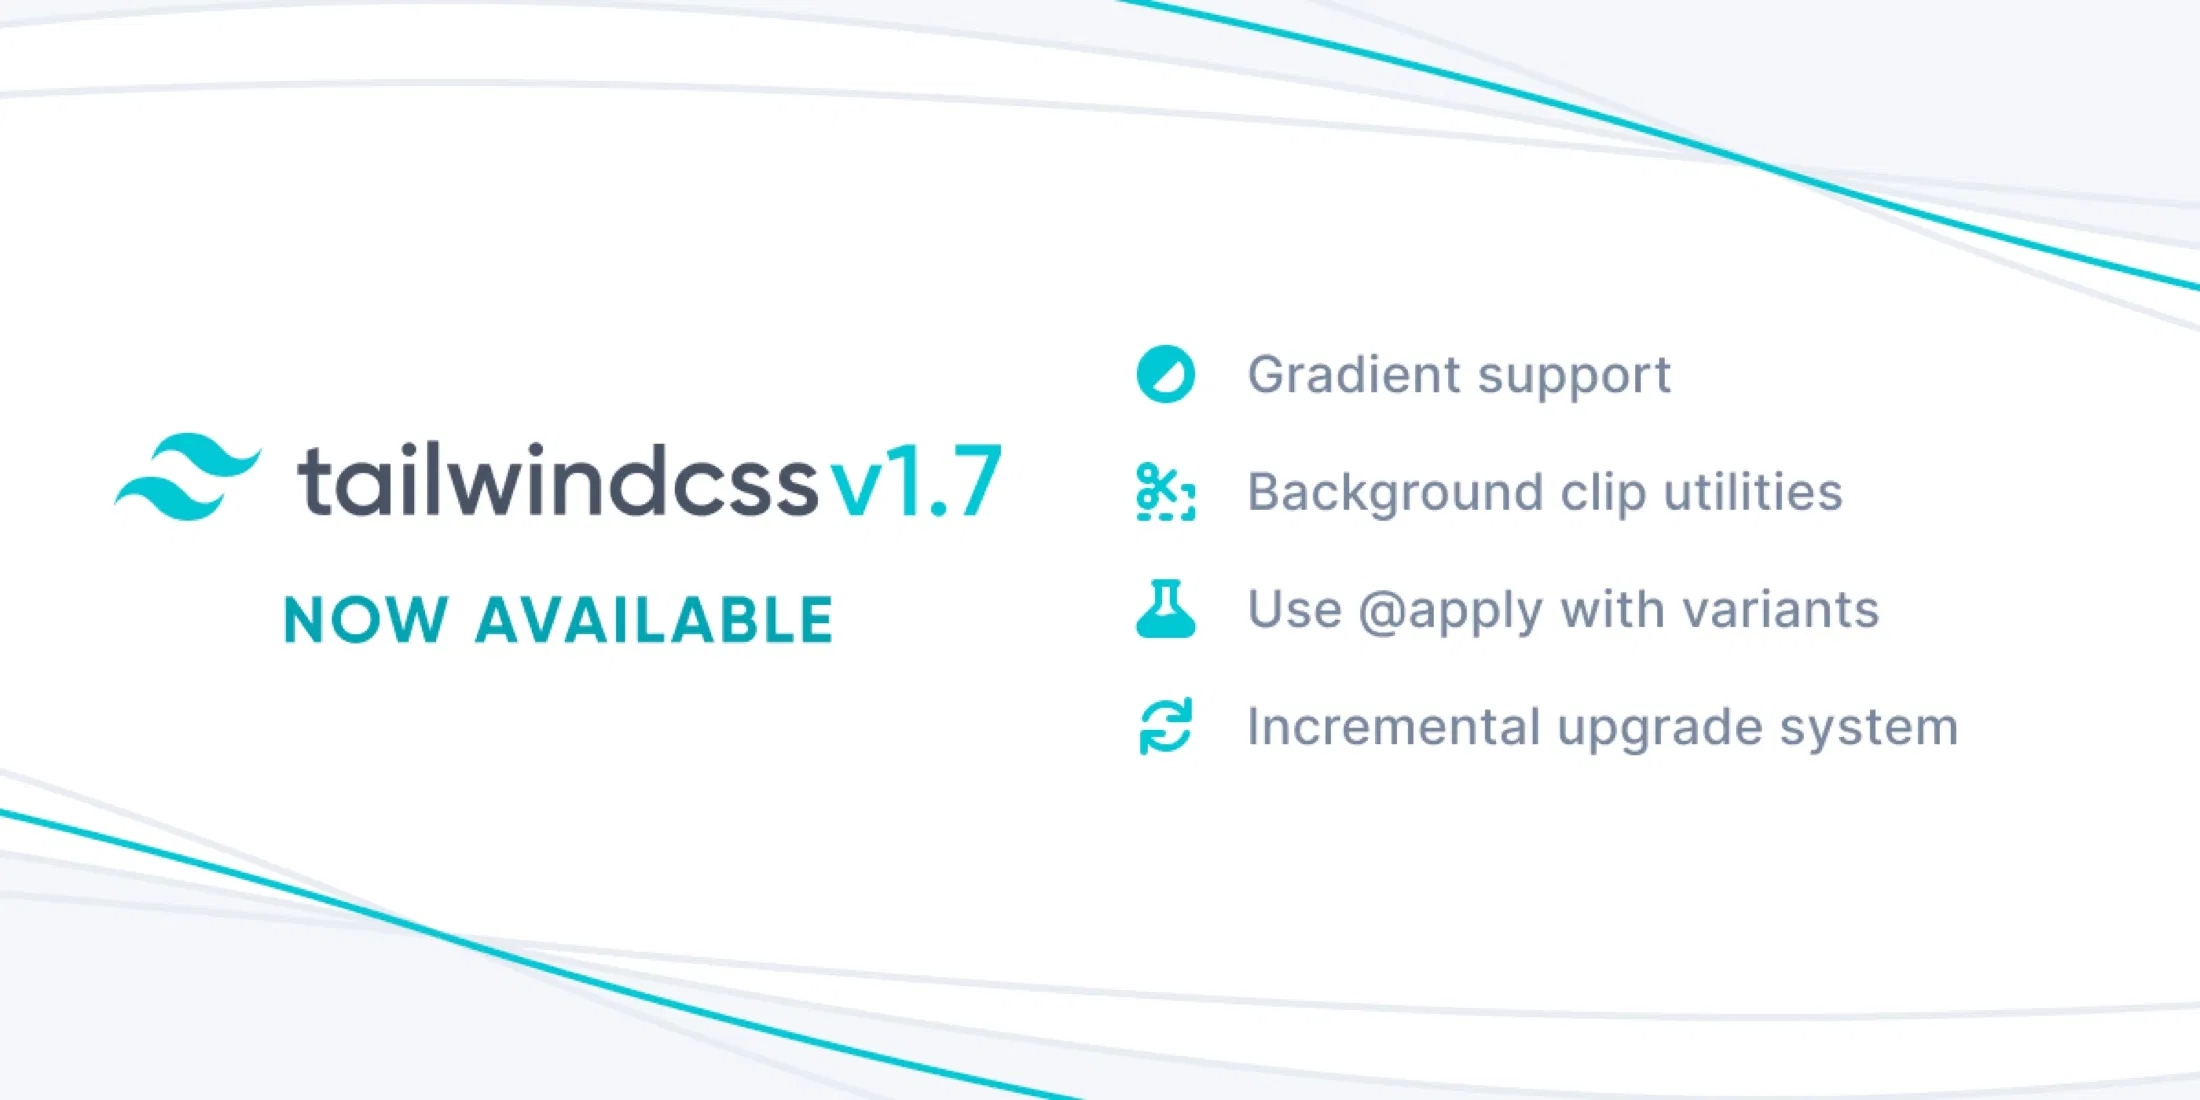 tailwindcss v1.7
NOW AVAILABLE
Gradient support
Background clip utilities
Use @apply with variants
Incremental upgrade system